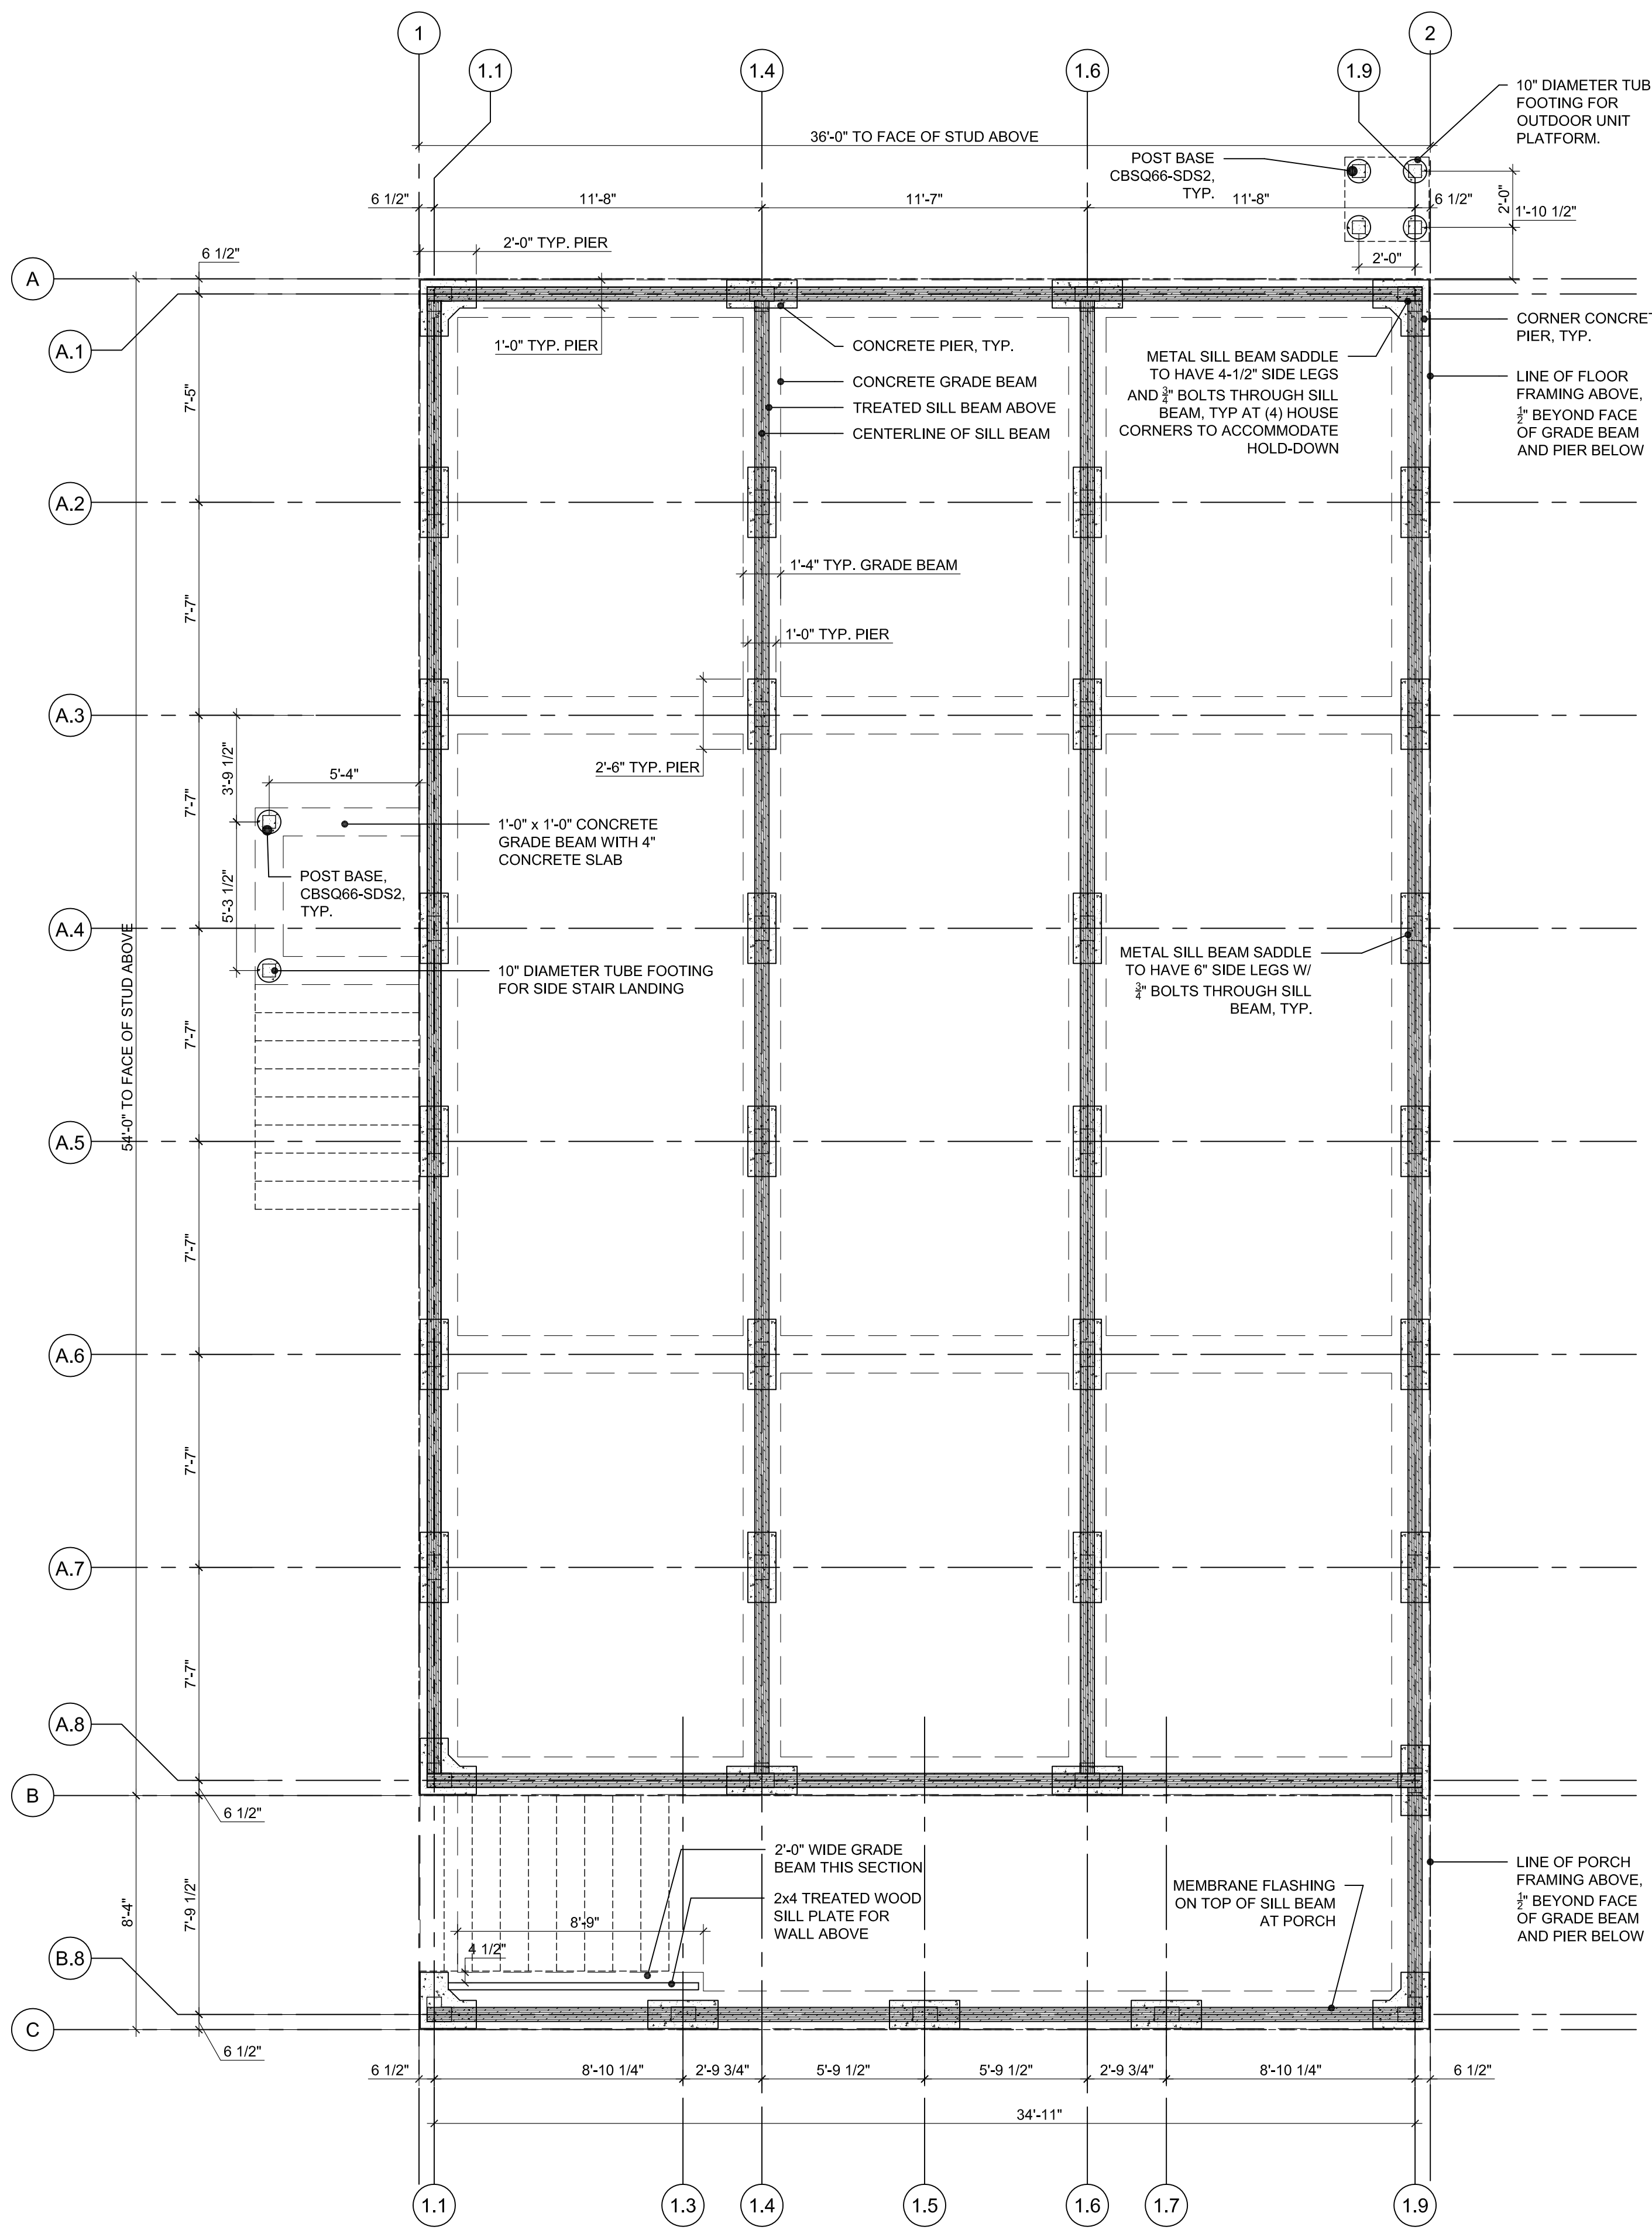 1
2
1.1
1.4
1.6
1.9
10" DIAMETER TUB
FOOTING FOR
OUTDOOR UNIT
PLATFORM.
36'-0" TO FACE OF STUD ABOVE
POST BASE
CBSQ66-SDS2,
TYP.
6 1/2"
11'-8"
11'-7"
11'-8"
6 1/2"
2'-0"
1'-10 1/2"
2'-0"
2'-0" TYP. PIER
6 1/2"
A
A.1
1'-0" TYP. PIER
CONCRETE PIER, TYP.
CONCRETE GRADE BEAM
TREATED SILL BEAM ABOVE
CENTERLINE OF SILL BEAM
METAL SILL BEAM SADDLE
TO HAVE 4-1/2" SIDE LEGS
AND 3/4" BOLTS THROUGH SILL
BEAM, TYP AT (4) HOUSE
CORNERS TO ACCOMMODATE
HOLD-DOWN
CORNER CONCRET
PIER, TYP.
LINE OF FLOOR
FRAMING ABOVE,
1/2" BEYOND FACE
OF GRADE BEAM
AND PIER BELOW
7'-5"
A.2
7'-7"
1'-4" TYP. GRADE BEAM
1'-0" TYP. PIER
A.3
2'-6" TYP. PIER
3'-9 1/2"
5'-4"
7'-7"
1'-0" x 1'-0" CONCRETE
GRADE BEAM WITH 4"
CONCRETE SLAB
POST BASE,
CBSQ66-SDS2,
TYP.
5'-3 1/2"
A.4
10" DIAMETER TUBE FOOTING
FOR SIDE STAIR LANDING
METAL SILL BEAM SADDLE
TO HAVE 6" SIDE LEGS W/
3/4" BOLTS THROUGH SILL
BEAM, TYP.
54'-0" TO FACE OF STUD ABOVE
7'-7"
A.5
7'-7"
A.6
7'-7"
A.7
7'-7"
A.8
B
6 1/2"
2'-0" WIDE GRADE
BEAM THIS SECTION
2x4 TREATED WOOD
SILL PLATE FOR
WALL ABOVE
MEMBRANE FLASHING
ON TOP OF SILL BEAM
AT PORCH
LINE OF PORCH
FRAMING ABOVE,
1/2" BEYOND FACE
OF GRADE BEAM
AND PIER BELOW
8'-4"
7'-9 1/2"
8'-9"
4 1/2"
B.8
C
6 1/2"
6 1/2"
8'-10 1/4"
2'-9 3/4"
5'-9 1/2"
5'-9 1/2"
2'-9 3/4"
8'-10 1/4"
6 1/2"
34'-11"
1.1
1.3
1.4
1.5
1.6
1.7
1.9